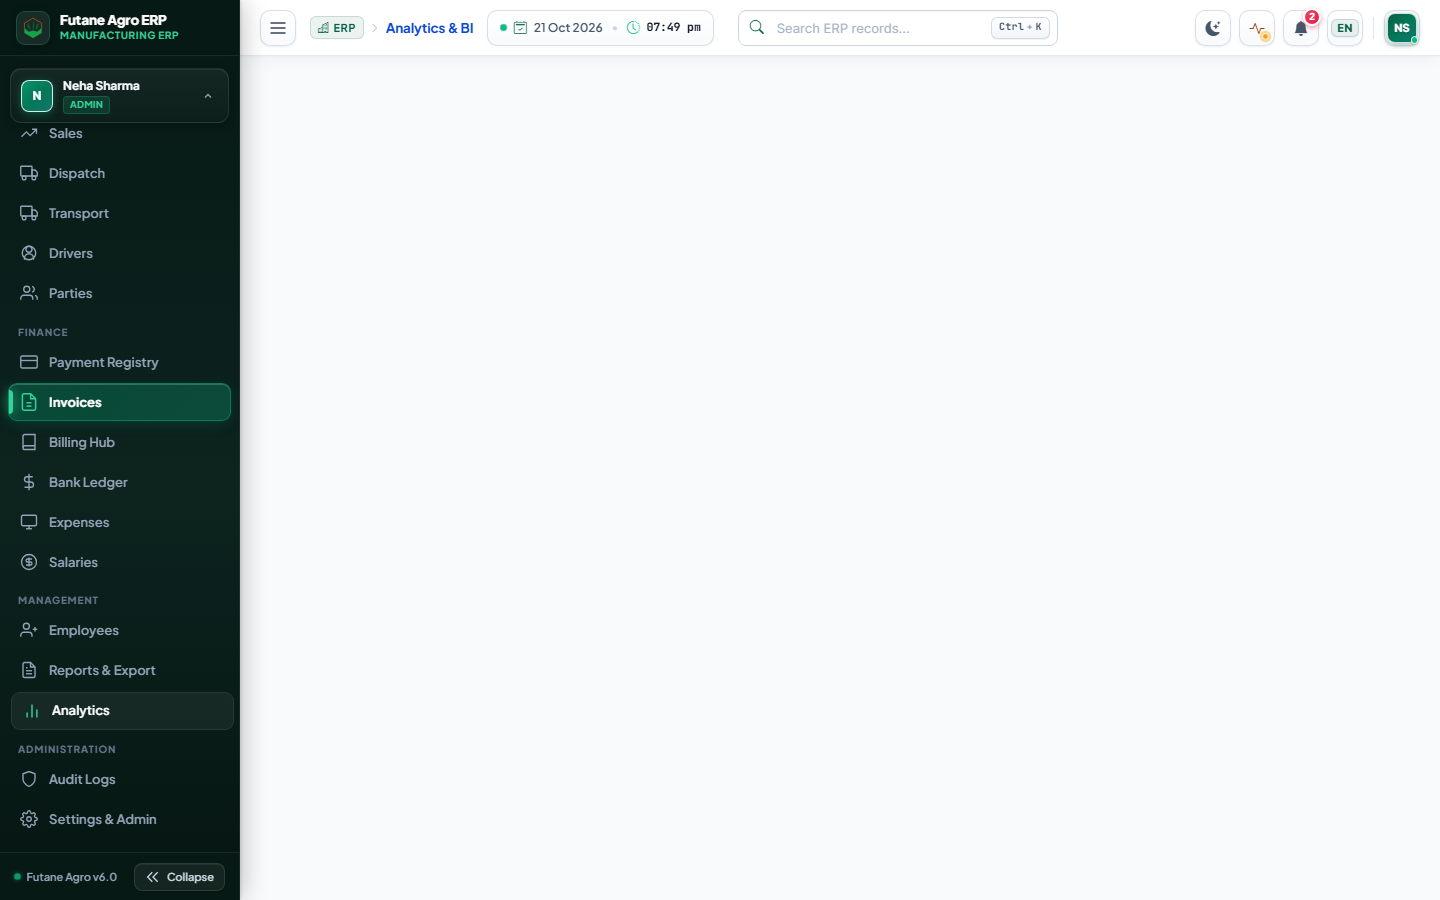 Futane Agro ERP
MANUFACTURING ERP
N
Neha Sharma
ADMIN
Sales
Dispatch
Transport
Drivers
Parties
FINANCE
Payment Registry
Invoices
Billing Hub
Bank Ledger
Expenses
Salaries
MANAGEMENT
Employees
Reports & Export
Analytics
ADMINISTRATION
Audit Logs
Settings & Admin
Futane Agro v6.0
Collapse
ERP
Analytics & BI
21 Oct 2026
07:49 pm
Search ERP records...
Ctrl + K
2
EN
NS